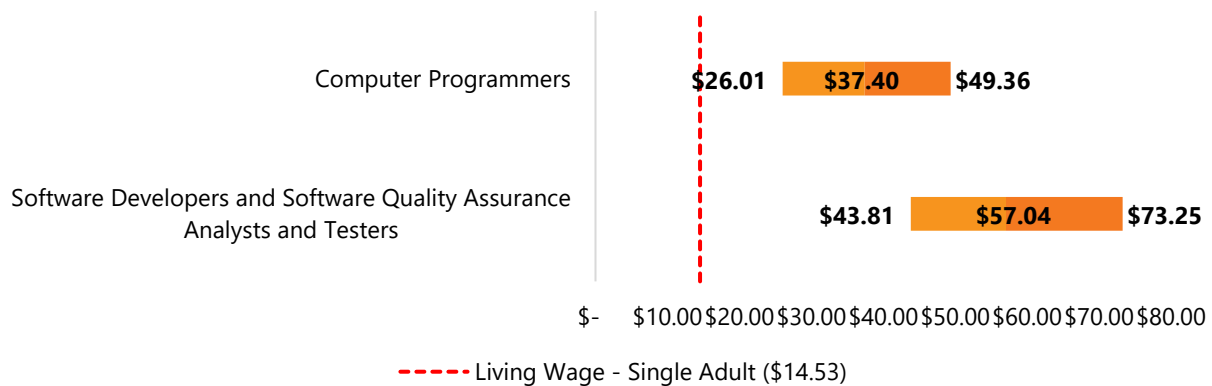 Computer Programmers
$26.01 $37.40 $49.36
Software Developers and Software Quality Assurance
Analysts and Testers
$43.81 $57.04 $73.25
$- $10.00 $20.00 $30.00 $40.00 $50.00 $60.00 $70.00 $80.00
Living Wage - Single Adult ($14.53)